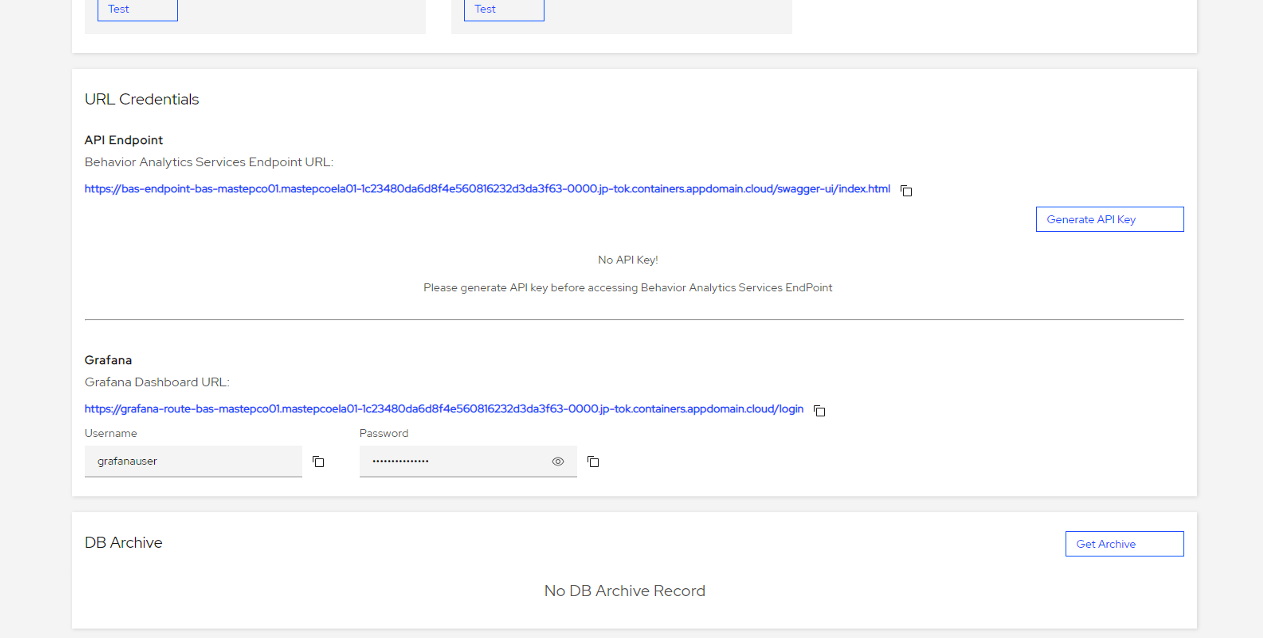 Test
Test
URL Credentials
API Endpoint
Behavior Analytics Services Endpoint URL:
https://bas-endpoint-bas-mastepco01.mastepcoela01-1c23480da6d8f4e560816232d3da3f63-0000.jp-tok.containers.appdomain.cloud/swagger-ui/index.html
Generate API Key
No API Key!
Please generate API key before accessing Behavior Analytics Services EndPoint
Grafana
Grafana Dashboard URL:
https://grafana-route-bas-mastepco01.mastepcoela01-1c23480da6d8f4e560816232d3da3f63-0000.jp-tok.containers.appdomain.cloud/login
Username
Password
grafanauser
•••••••••••••••
DB Archive
Get Archive
No DB Archive Record